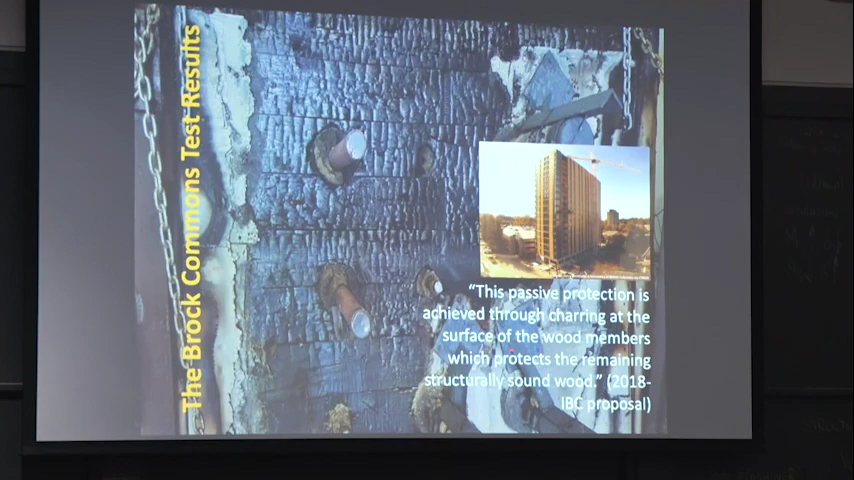 The Brock Commons Test Results
“This passive protection is
achieved through charring at the
surface of the wood members
which protects the remaining
structurally sound wood.” (2018-
IBC proposal)